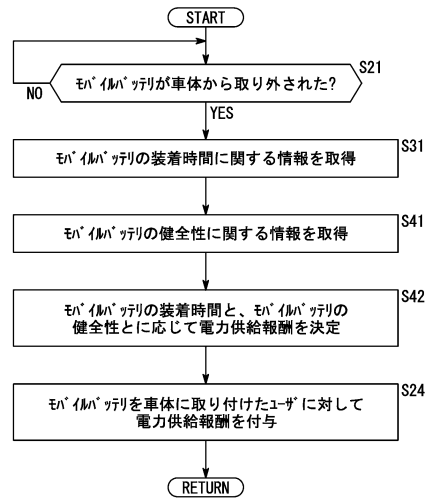 START
S21
ﾓﾊﾞｲﾙﾊﾞｯﾃﾘが車体から取り外された?
NO
YES
S31
ﾓﾊﾞｲﾙﾊﾞｯﾃﾘの装着時間に関する情報を取得
S41
ﾓﾊﾞｲﾙﾊﾞｯﾃﾘの健全性に関する情報を取得
S42
ﾓﾊﾞｲﾙﾊﾞｯﾃﾘの装着時間と、ﾓﾊﾞｲﾙﾊﾞｯﾃﾘの
健全性とに応じて電力供給報酬を決定
S24
ﾓﾊﾞｲﾙﾊﾞｯﾃﾘを車体に取り付けたﾕｰｻﾞに対して
電力供給報酬を付与
RETURN